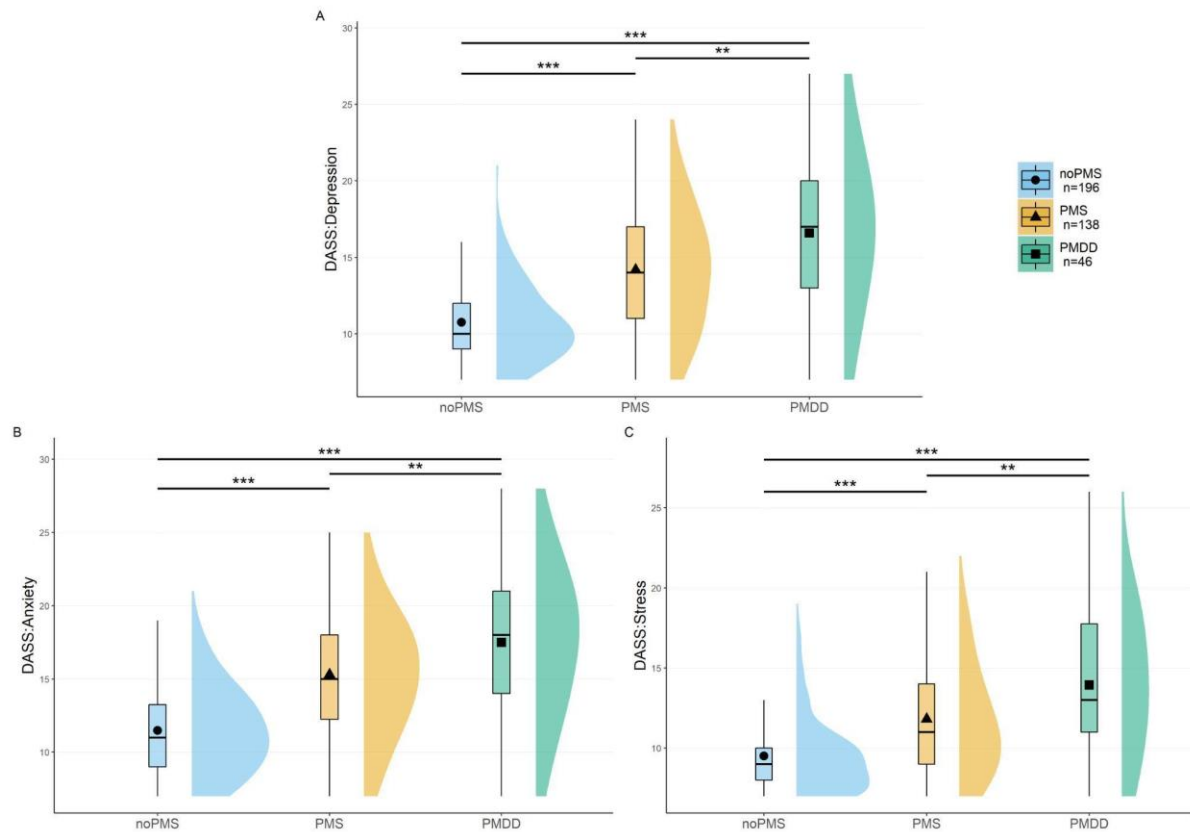 A
30
25
20
15
10
DASS:Depression
***
**
***
noPMS
PMS
PMDD
noPMS
n=196
PMS
n=138
PMDD
n=46
B
30
25
20
15
10
DASS:Anxiety
***
**
***
noPMS
PMS
PMDD
C
25
20
15
10
DASS:Stress
***
**
***
noPMS
PMS
PMDD